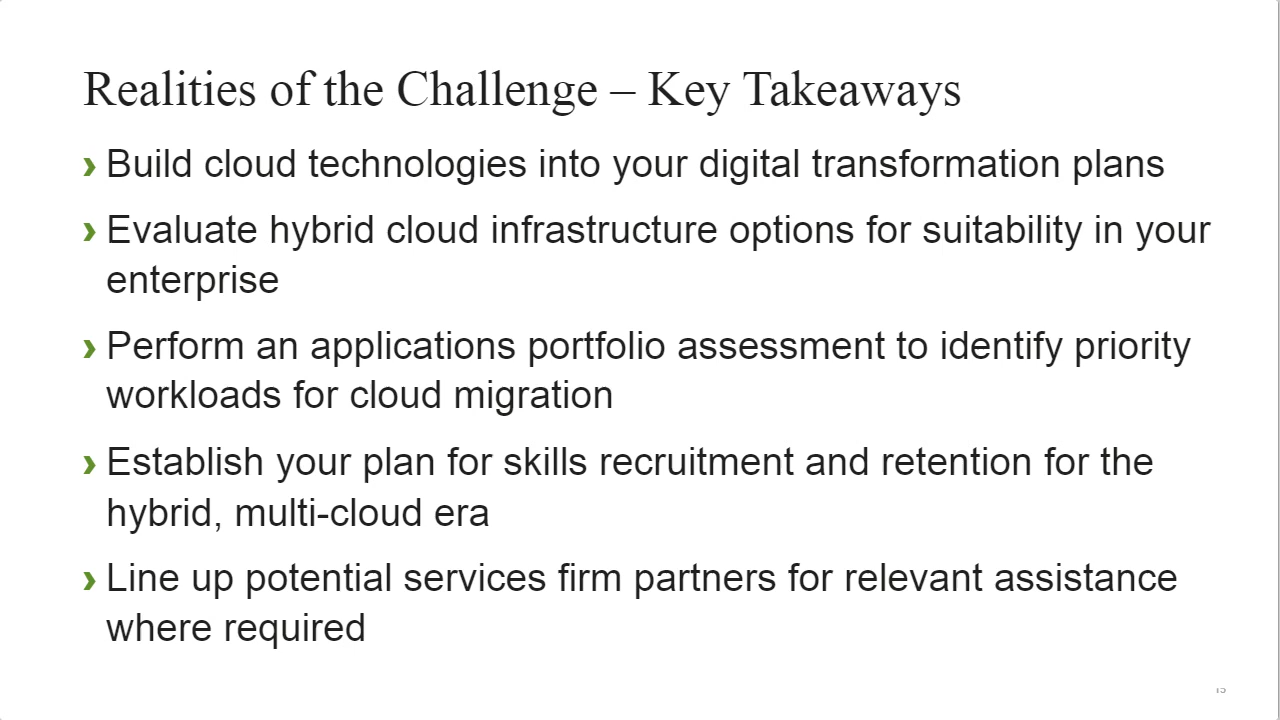 Realities of the Challenge – Key Takeaways
› Build cloud technologies into your digital transformation plans
› Evaluate hybrid cloud infrastructure options for suitability in your
enterprise
› Perform an applications portfolio assessment to identify priority
workloads for cloud migration
› Establish your plan for skills recruitment and retention for the
hybrid, multi-cloud era
› Line up potential services firm partners for relevant assistance
where required